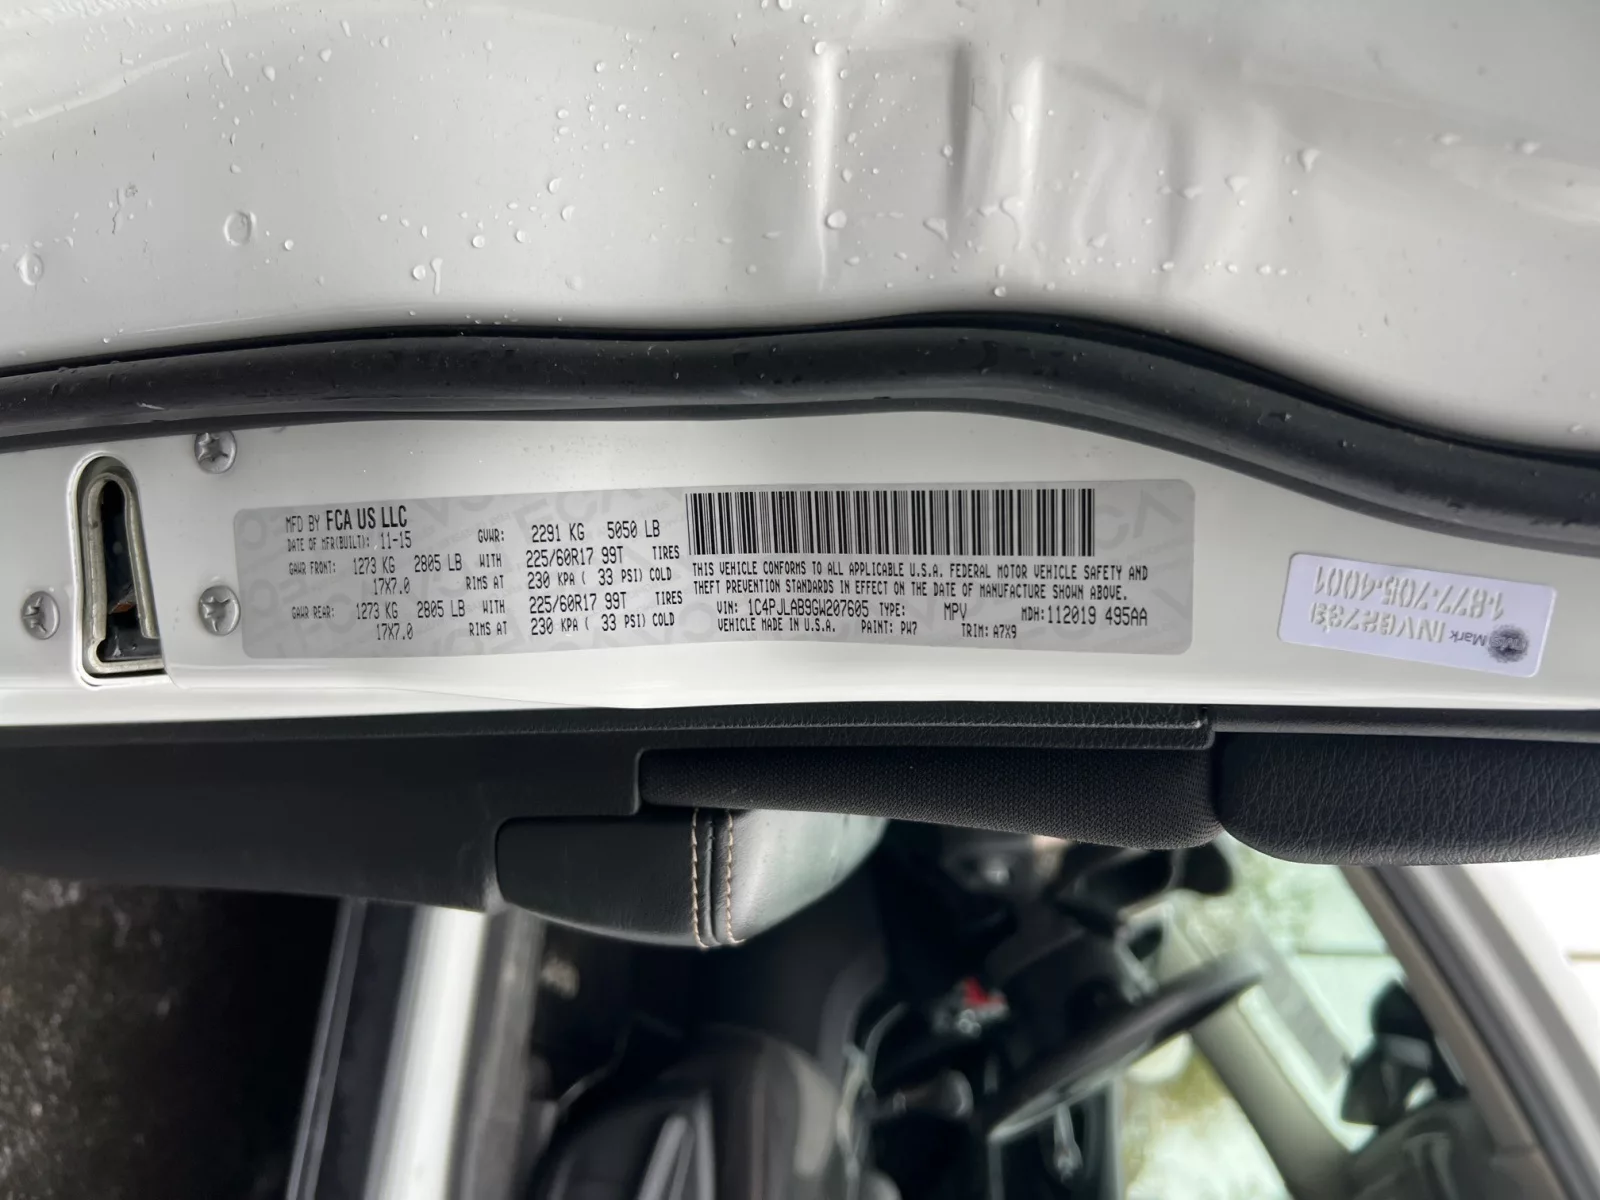 MFD BY FCA US LLC
DATE OF MFR(BUILT): 11-15
GVWR: 2291 KG 5050 LB
GAWR FRONT: 1273 KG 2805 LB WITH 225/60R17 99T TIRES
17X7.0 RIMS AT 230 KPA ( 33 PSI) COLD
GAWR REAR: 1273 KG 2805 LB WITH 225/60R17 99T TIRES
17X7.0 RIMS AT 230 KPA ( 33 PSI) COLD
THIS VEHICLE CONFORMS TO ALL APPLICABLE U.S.A. FEDERAL MOTOR VEHICLE SAFETY AND
THEFT PREVENTION STANDARDS IN EFFECT ON THE DATE OF MANUFACTURE SHOWN ABOVE.
VIN: 1C4PJLAB9GW207605 TYPE: MPV MDH: 112019 495AA
VEHICLE MADE IN U.S.A. PAINT: PW7 TRIM: A7X9
Mark
1-877-705-4001